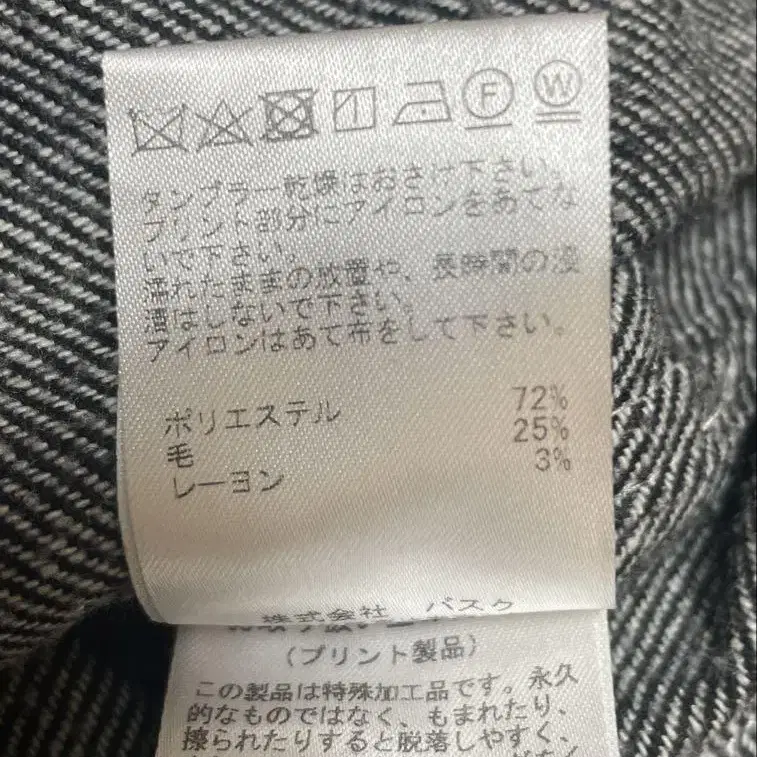 F W
タンブラー乾燥はおさけ下さい。
プリント部分にアイロンをあてな
いで下さい。
濡れたままの放置や、長時間の浸
漬はしないで下さい。
アイロンはあて布をして下さい。
ポリエステル 72%
毛 25%
レーヨン 3%
株式会社 パスク
(プリント製品)
この製品は特殊加工品です。永久
的なものではなく、もまれたり、
擦られたりすると脱落しやすく、